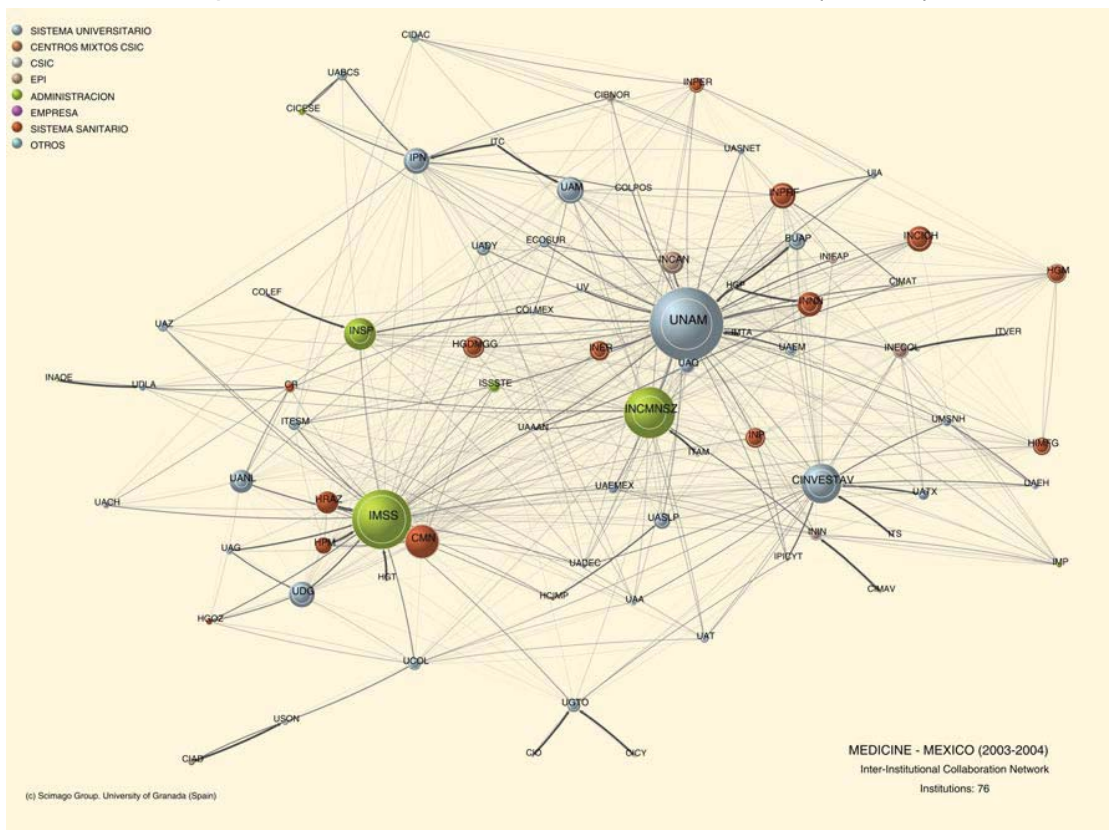 SISTEMA UNIVERSITARIO
CENTROS MIXTOS CSIC
CSIC
EPI
ADMINISTRACION
EMPRESA
SISTEMA SANITARIO
OTROS
CIDAC
UABCS
INPER
CIBNOR
CICESE
ITC
UASNET
IPN
UIA
UAM
COLPOS
INPRF
ECOSUR
BUAP
INCICH
UADY
INCAN
INIFAP
HGM
HGP
CIMAT
UV
COLEF
INNN
COLMEX
UNAM
UAZ
INSP
IMTA
ITVER
HGDMGG
INER
UAEM
INECOL
UAQ
INADE
UDLA
CR
ISSSTE
INCMNSZ
ITESM
UMSNH
UAAAN
INP
HIMFG
ITAM
UANL
CINVESTAV
UAEH
UAEMEX
UATX
UACH
HRAZ
IMSS
UASLP
CMN
ININ
ITS
UAG
HPM
IPICYT
UADEC
IMP
HGT
CIMAV
UDG
HCJMP
UAA
HGOZ
UAT
UCOL
UGTO
USON
CIO
CICY
CIAD
MEDICINE - MEXICO (2003-2004)
Inter-Institutional Collaboration Network
Institutions: 76
(c) Scimago Group. University of Granada (Spain)